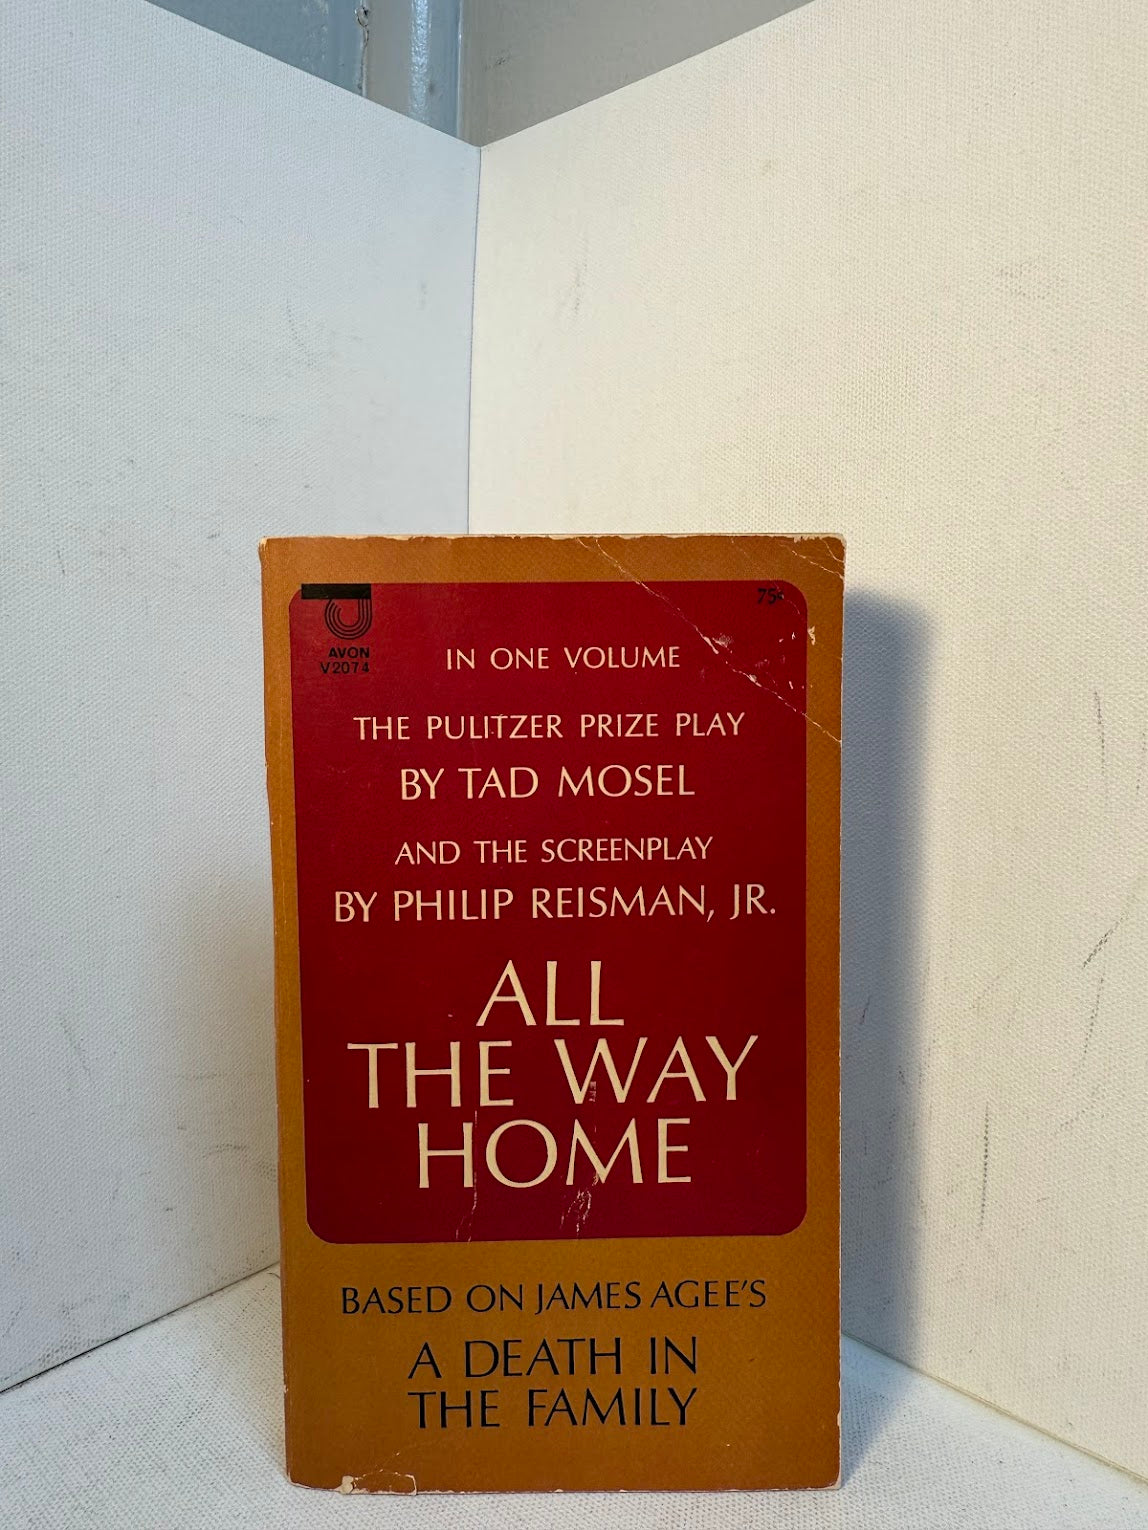 AVON
V2074
75¢
IN ONE VOLUME
THE PULITZER PRIZE PLAY
BY TAD MOSEL
AND THE SCREENPLAY
BY PHILIP REISMAN, JR.
ALL
THE WAY
HOME
BASED ON JAMES AGEE'S
A DEATH IN
THE FAMILY